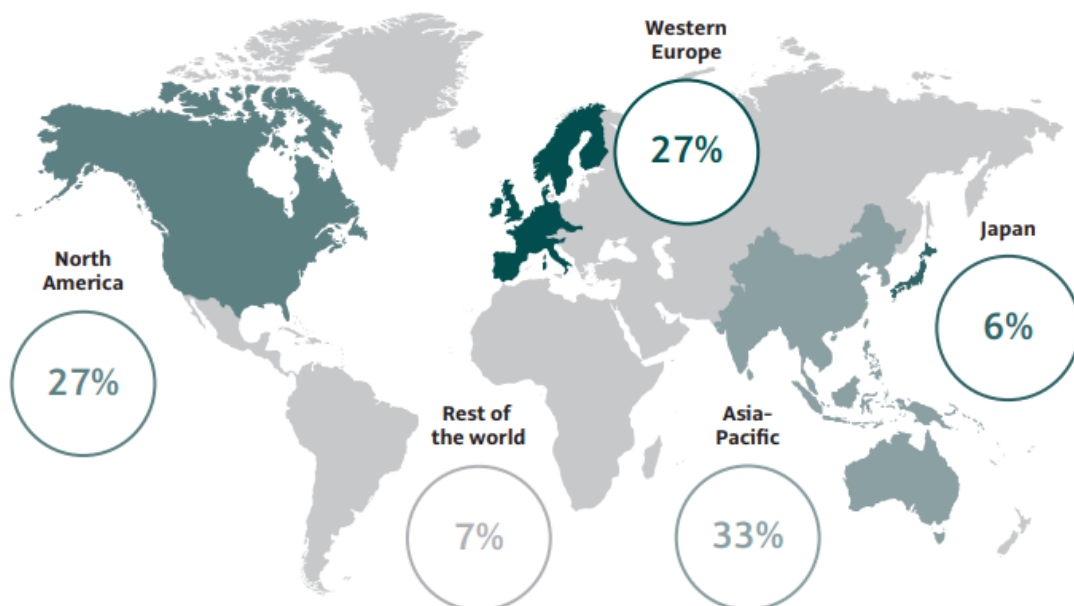 Western
Europe
27%
North
America
27%
Japan
6%
Rest of
the world
7%
Asia-
Pacific
33%